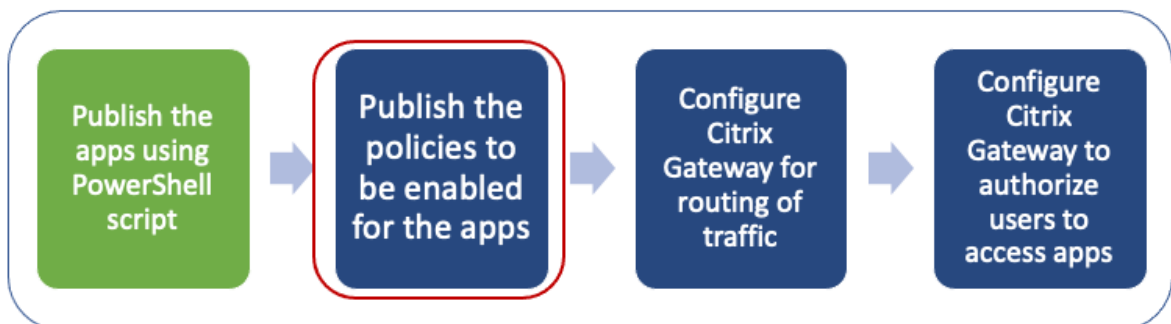 Publish the
apps using
PowerShell
script
Publish the
policies to
be enabled
for the apps
Configure
Citrix
Gateway for
routing of
traffic
Configure
Citrix
Gateway to
authorize
users to
access apps